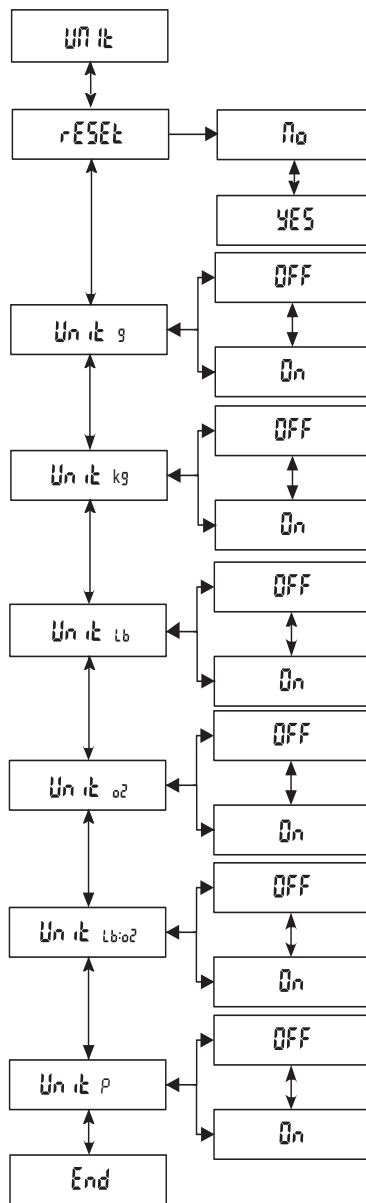 UNIt
rESEt
No
YES
Unit g
OFF
On
Unit kg
OFF
On
Unit Lb
OFF
On
Unit oZ
OFF
On
Unit Lb:oZ
OFF
On
Unit P
OFF
On
End